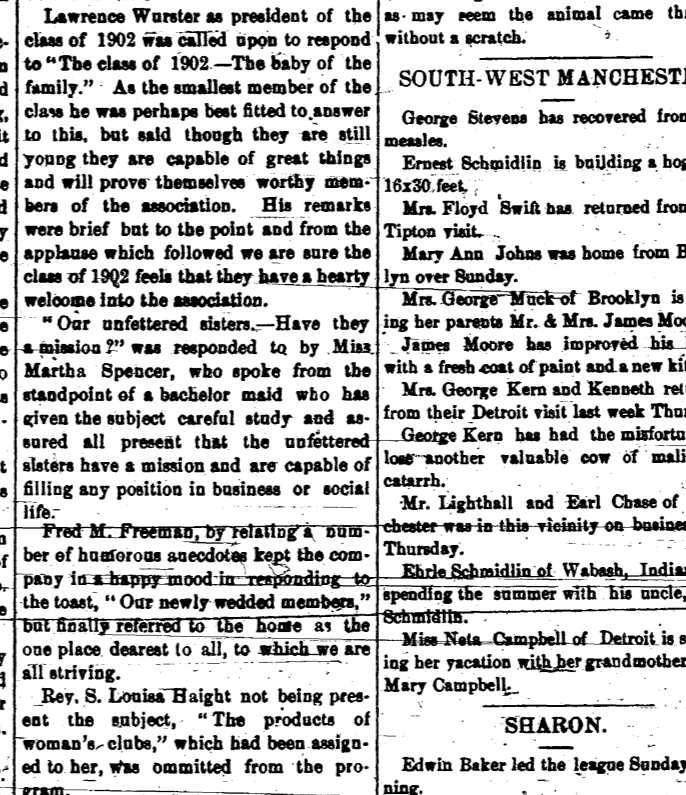 Lawrence Wurster as president of the
class of 1902 was called upon to respond
to "The class of 1902.—The baby of the
family." As the smallest member of the
class he was perhaps best fitted to answer
to this, but said though they are still
young they are capable of great things
and will prove themselves worthy mem-
bers of the association. His remarks
were brief but to the point and from the
applause which followed we are sure the
class of 1902 feels that they have a hearty
welcome into the association.
"Our unfettered sisters.—Have they
a mission?" was responded to by Miss
Martha Spencer, who spoke from the
standpoint of a bachelor maid who has
given the subject careful study and as-
sured all present that the unfettered
sisters have a mission and are capable of
filling any position in business or social
life.
Fred M. Freeman, by relating a num-
ber of humorous anecdotes kept the com-
pany in a happy mood in responding to
the toast, "Our newly wedded members,"
but finally referred to the home as the
one place dearest to all, to which we are
all striving.
Rev. S. Louisa Haight not being pres-
ent the subject, "The products of
woman's clubs," which had been assign-
ed to her, was ommitted from the pro-
gram.
as may seem the animal came
without a scratch.
SOUTH-WEST MANCHEST
George Stevens has recovered from
measles.
Ernest Schmidlin is building a hog
16x30 feet.
Mrs. Floyd Swift has returned from
Tipton visit.
Mary Ann Johns was home from B
lyn over Sunday.
Mrs. George Muck of Brooklyn is
ing her parents Mr. & Mrs. James Moo
James Moore has improved his
with a fresh coat of paint and a new ki
Mrs. George Kern and Kenneth ret
from their Detroit visit last week Thu
George Kern has had the misfortu
lose another valuable cow of mali
catarrh.
Mr. Lighthall and Earl Chase of
chester was in this vicinity on busine
Thursday.
Ehrle Schmidlin of Wabash, India
spending the summer with his uncle,
Schmidlin.
Miss Neta Campbell of Detroit is s
ing her vacation with her grandmother
Mary Campbell.
SHARON.
Edwin Baker led the league Sunday
ning.